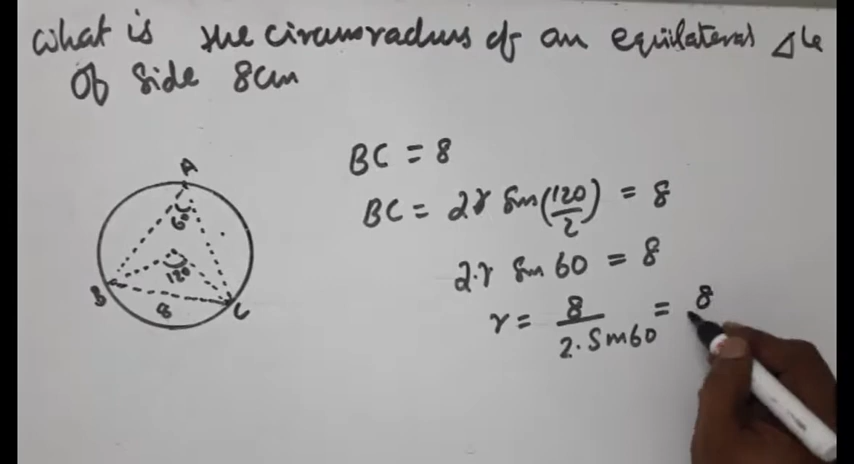 What is the circumradius of an equilateral Δle
of side 8cm
A
60
120
B
8
C
BC = 8
BC = 2r Sin(120/2) = 8
2·r Sin 60 = 8
r = 8/2·Sin60 = 8